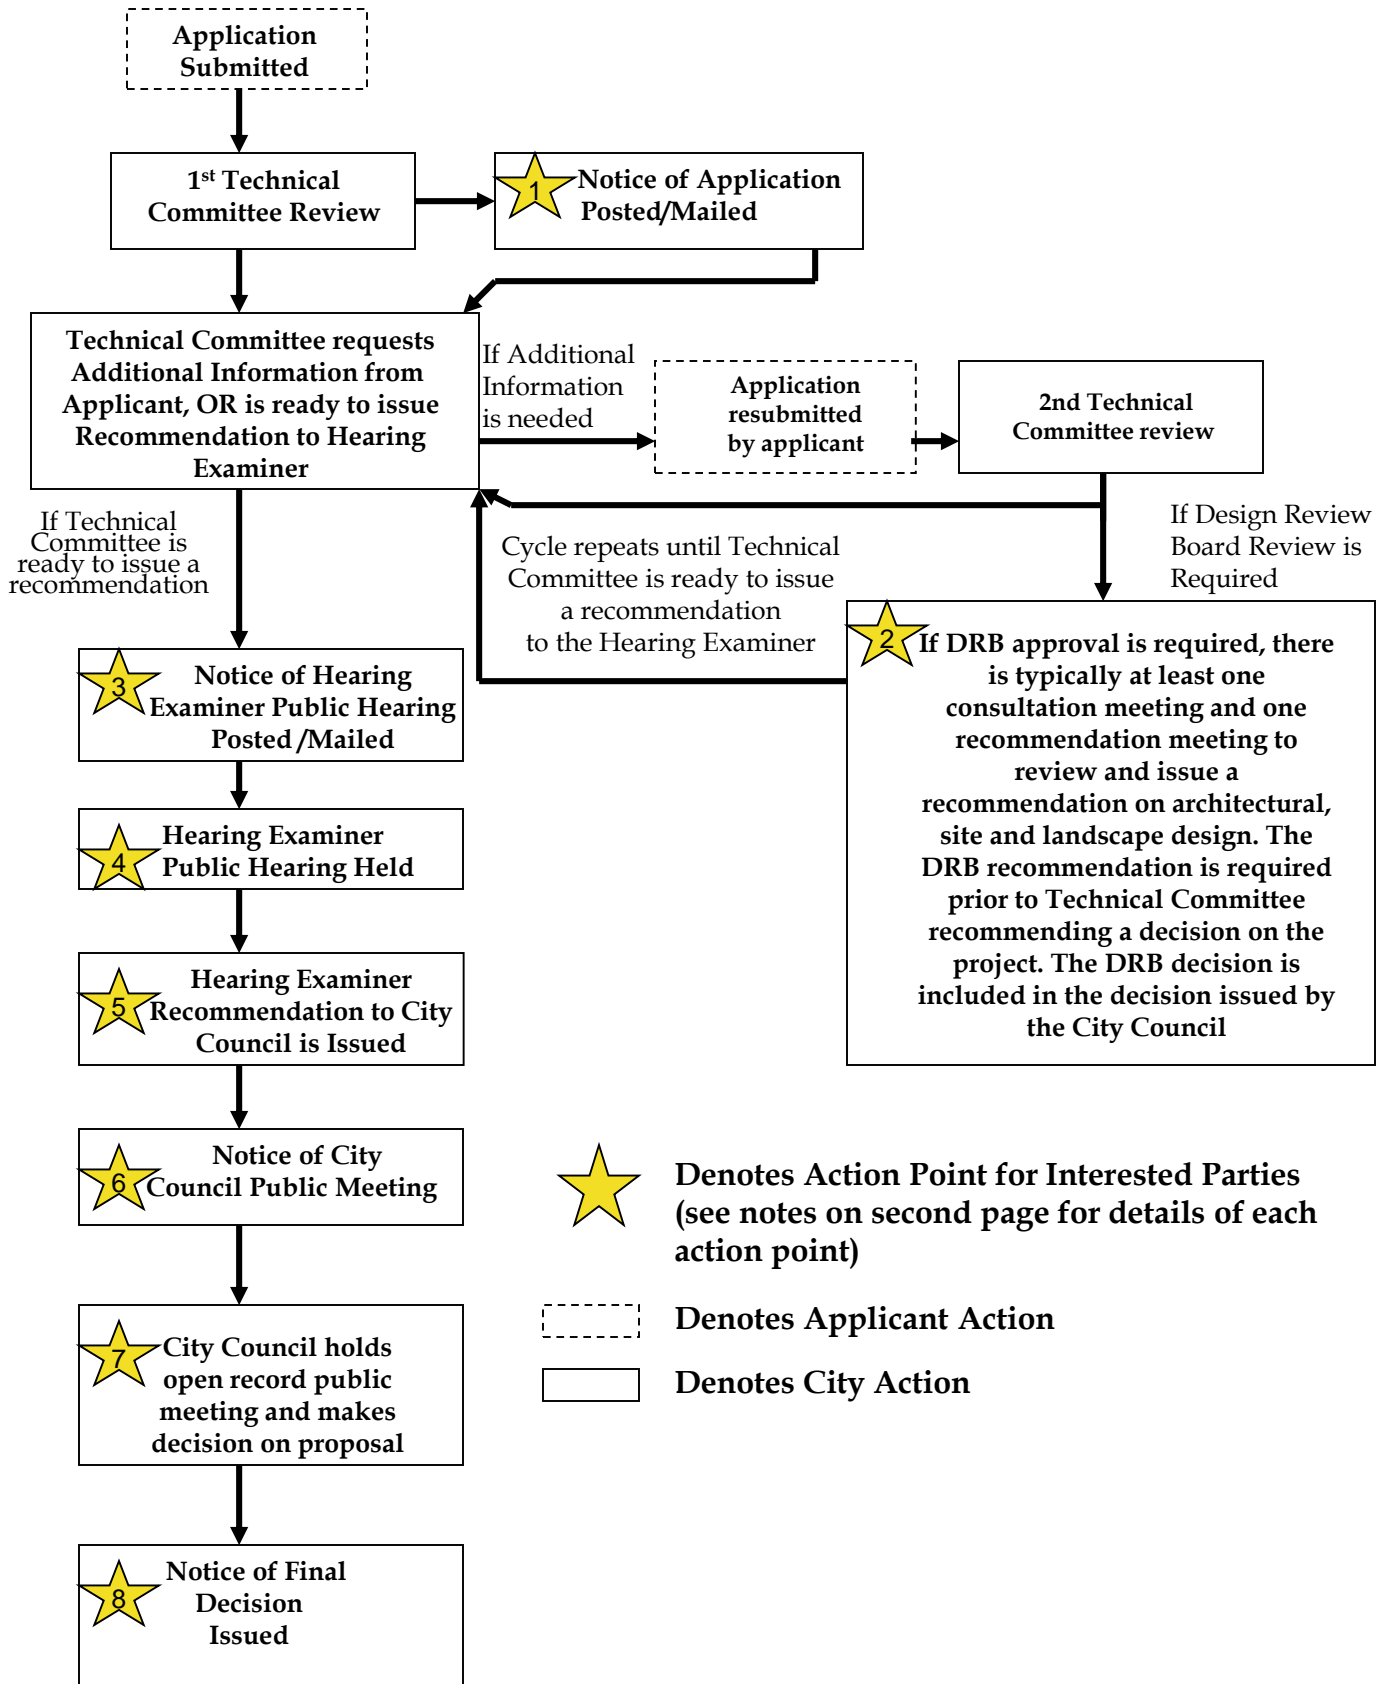 Application
Submitted
1st Technical
Committee Review
1
Notice of Application
Posted/Mailed
Technical Committee requests
Additional Information from
Applicant, OR is ready to issue
Recommendation to Hearing
Examiner
If Additional
Information
is needed
Application
resubmitted
by applicant
2nd Technical
Committee review
If Technical
Committee is
ready to issue a
recommendation
Cycle repeats until Technical
Committee is ready to issue
a recommendation
to the Hearing Examiner
If Design Review
Board Review is
Required
2
If DRB approval is required, there
is typically at least one
consultation meeting and one
recommendation meeting to
review and issue a
recommendation on architectural,
site and landscape design. The
DRB recommendation is required
prior to Technical Committee
recommending a decision on the
project. The DRB decision is
included in the decision issued by
the City Council
3
Notice of Hearing
Examiner Public Hearing
Posted /Mailed
4
Hearing Examiner
Public Hearing Held
5
Hearing Examiner
Recommendation to City
Council is Issued
6
Notice of City
Council Public Meeting
7
City Council holds
open record public
meeting and makes
decision on proposal
8
Notice of Final
Decision
Issued
Denotes Action Point for Interested Parties
(see notes on second page for details of each
action point)
Denotes Applicant Action
Denotes City Action